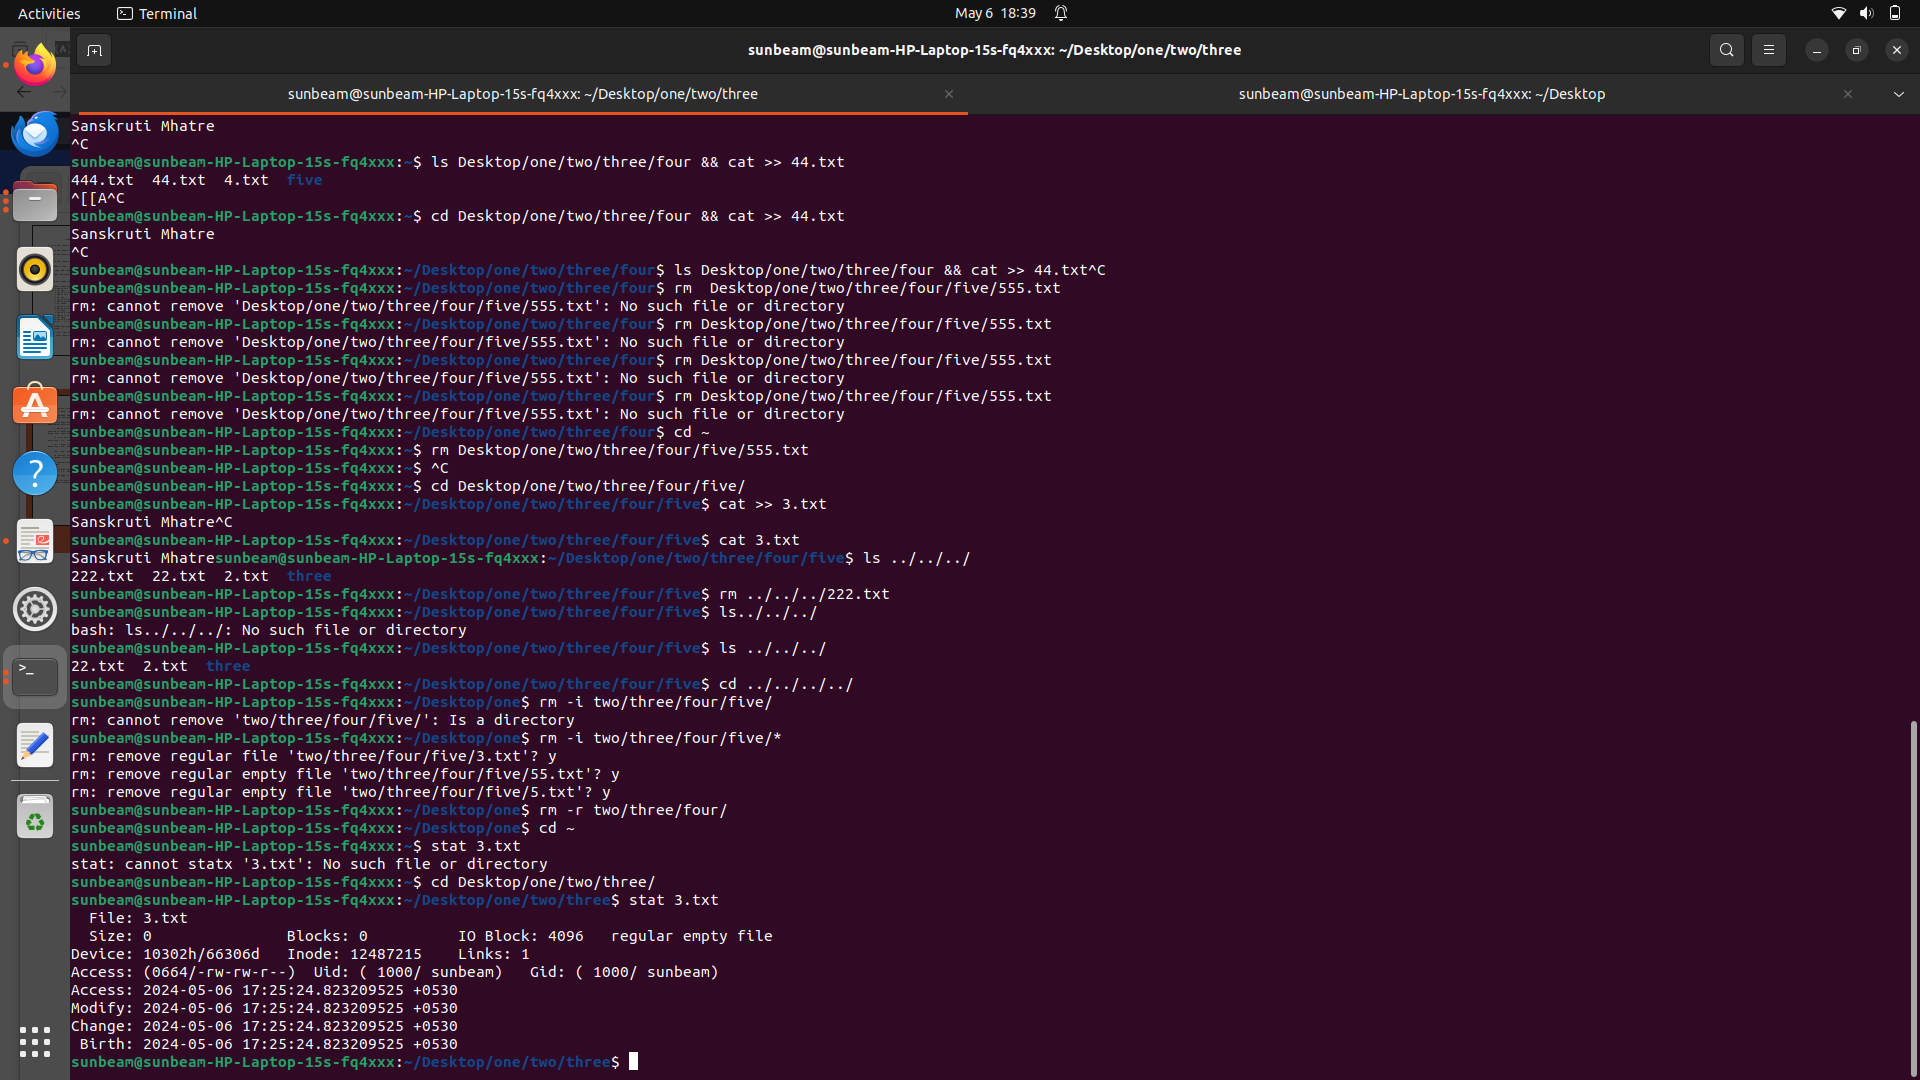 Activities
Terminal
May 6 18:39
sunbeam@sunbeam-HP-Laptop-15s-fq4xxx: ~/Desktop/one/two/three
sunbeam@sunbeam-HP-Laptop-15s-fq4xxx: ~/Desktop/one/two/three
sunbeam@sunbeam-HP-Laptop-15s-fq4xxx: ~/Desktop
Sanskruti Mhatre
^C
sunbeam@sunbeam-HP-Laptop-15s-fq4xxx:~$ ls Desktop/one/two/three/four && cat >> 44.txt
444.txt  44.txt  4.txt  five
^[[A^C
sunbeam@sunbeam-HP-Laptop-15s-fq4xxx:~$ cd Desktop/one/two/three/four && cat >> 44.txt
Sanskruti Mhatre
^C
sunbeam@sunbeam-HP-Laptop-15s-fq4xxx:~/Desktop/one/two/three/four$ ls Desktop/one/two/three/four && cat >> 44.txt^C
sunbeam@sunbeam-HP-Laptop-15s-fq4xxx:~/Desktop/one/two/three/four$ rm  Desktop/one/two/three/four/five/555.txt
rm: cannot remove 'Desktop/one/two/three/four/five/555.txt': No such file or directory
sunbeam@sunbeam-HP-Laptop-15s-fq4xxx:~/Desktop/one/two/three/four$ rm Desktop/one/two/three/four/five/555.txt
rm: cannot remove 'Desktop/one/two/three/four/five/555.txt': No such file or directory
sunbeam@sunbeam-HP-Laptop-15s-fq4xxx:~/Desktop/one/two/three/four$ rm Desktop/one/two/three/four/five/555.txt
rm: cannot remove 'Desktop/one/two/three/four/five/555.txt': No such file or directory
sunbeam@sunbeam-HP-Laptop-15s-fq4xxx:~/Desktop/one/two/three/four$ rm Desktop/one/two/three/four/five/555.txt
rm: cannot remove 'Desktop/one/two/three/four/five/555.txt': No such file or directory
sunbeam@sunbeam-HP-Laptop-15s-fq4xxx:~/Desktop/one/two/three/four$ cd ~
sunbeam@sunbeam-HP-Laptop-15s-fq4xxx:~$ rm Desktop/one/two/three/four/five/555.txt
sunbeam@sunbeam-HP-Laptop-15s-fq4xxx:~$ ^C
sunbeam@sunbeam-HP-Laptop-15s-fq4xxx:~$ cd Desktop/one/two/three/four/five/
sunbeam@sunbeam-HP-Laptop-15s-fq4xxx:~/Desktop/one/two/three/four/five$ cat >> 3.txt
Sanskruti Mhatre^C
sunbeam@sunbeam-HP-Laptop-15s-fq4xxx:~/Desktop/one/two/three/four/five$ cat 3.txt
Sanskruti Mhatresunbeam@sunbeam-HP-Laptop-15s-fq4xxx:~/Desktop/one/two/three/four/five$ ls ../../../
222.txt  22.txt  2.txt  three
sunbeam@sunbeam-HP-Laptop-15s-fq4xxx:~/Desktop/one/two/three/four/five$ rm ../../../222.txt
sunbeam@sunbeam-HP-Laptop-15s-fq4xxx:~/Desktop/one/two/three/four/five$ ls../../../
bash: ls../../../: No such file or directory
sunbeam@sunbeam-HP-Laptop-15s-fq4xxx:~/Desktop/one/two/three/four/five$ ls ../../../
22.txt  2.txt  three
sunbeam@sunbeam-HP-Laptop-15s-fq4xxx:~/Desktop/one/two/three/four/five$ cd ../../../../
sunbeam@sunbeam-HP-Laptop-15s-fq4xxx:~/Desktop/one$ rm -i two/three/four/five/
rm: cannot remove 'two/three/four/five/': Is a directory
sunbeam@sunbeam-HP-Laptop-15s-fq4xxx:~/Desktop/one$ rm -i two/three/four/five/*
rm: remove regular file 'two/three/four/five/3.txt'? y
rm: remove regular empty file 'two/three/four/five/55.txt'? y
rm: remove regular empty file 'two/three/four/five/5.txt'? y
sunbeam@sunbeam-HP-Laptop-15s-fq4xxx:~/Desktop/one$ rm -r two/three/four/
sunbeam@sunbeam-HP-Laptop-15s-fq4xxx:~/Desktop/one$ cd ~
sunbeam@sunbeam-HP-Laptop-15s-fq4xxx:~$ stat 3.txt
stat: cannot statx '3.txt': No such file or directory
sunbeam@sunbeam-HP-Laptop-15s-fq4xxx:~$ cd Desktop/one/two/three/
sunbeam@sunbeam-HP-Laptop-15s-fq4xxx:~/Desktop/one/two/three$ stat 3.txt
  File: 3.txt
  Size: 0               Blocks: 0          IO Block: 4096   regular empty file
Device: 10302h/66306d   Inode: 12487215    Links: 1
Access: (0664/-rw-rw-r--)  Uid: ( 1000/ sunbeam)   Gid: ( 1000/ sunbeam)
Access: 2024-05-06 17:25:24.823209525 +0530
Modify: 2024-05-06 17:25:24.823209525 +0530
Change: 2024-05-06 17:25:24.823209525 +0530
 Birth: 2024-05-06 17:25:24.823209525 +0530
sunbeam@sunbeam-HP-Laptop-15s-fq4xxx:~/Desktop/one/two/three$